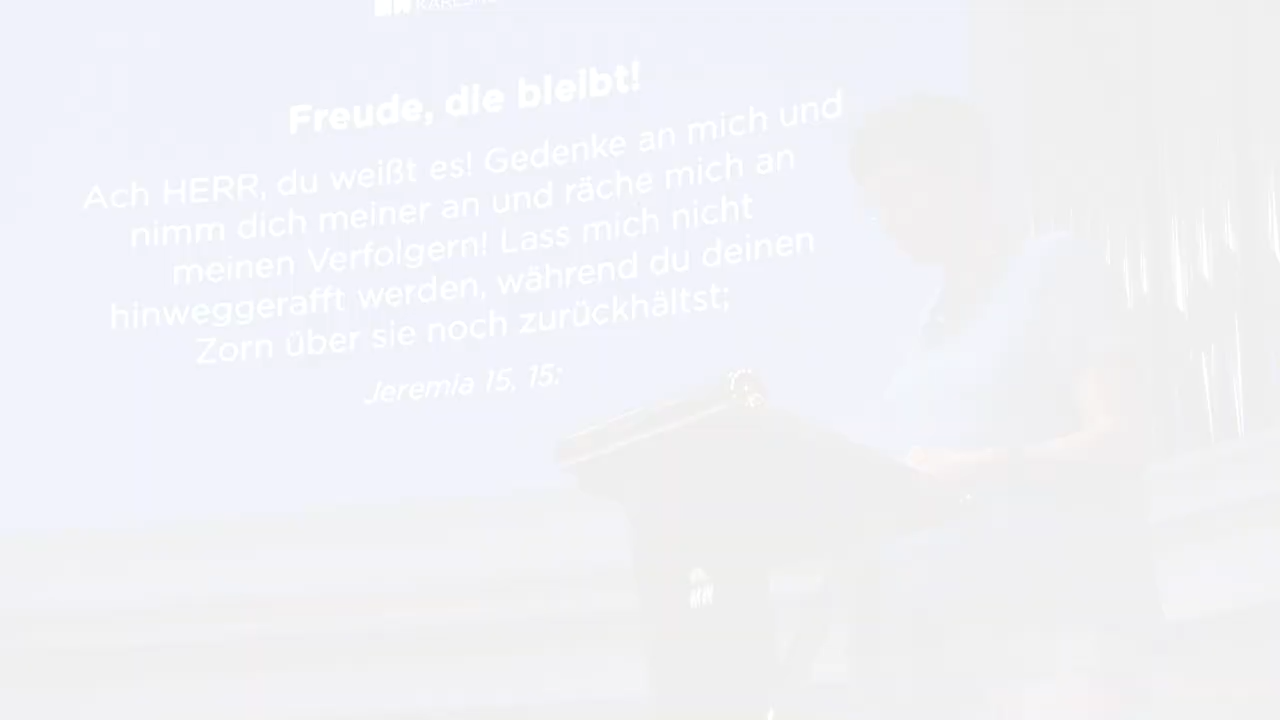 Freude, die bleibt!
Ach HERR, du weißt es! Gedenke an mich und
nimm dich meiner an und räche mich an
meinen Verfolgern! Lass mich nicht
hinweggerafft werden, während du deinen
Zorn über sie noch zurückhältst;
Jeremia 15, 15: